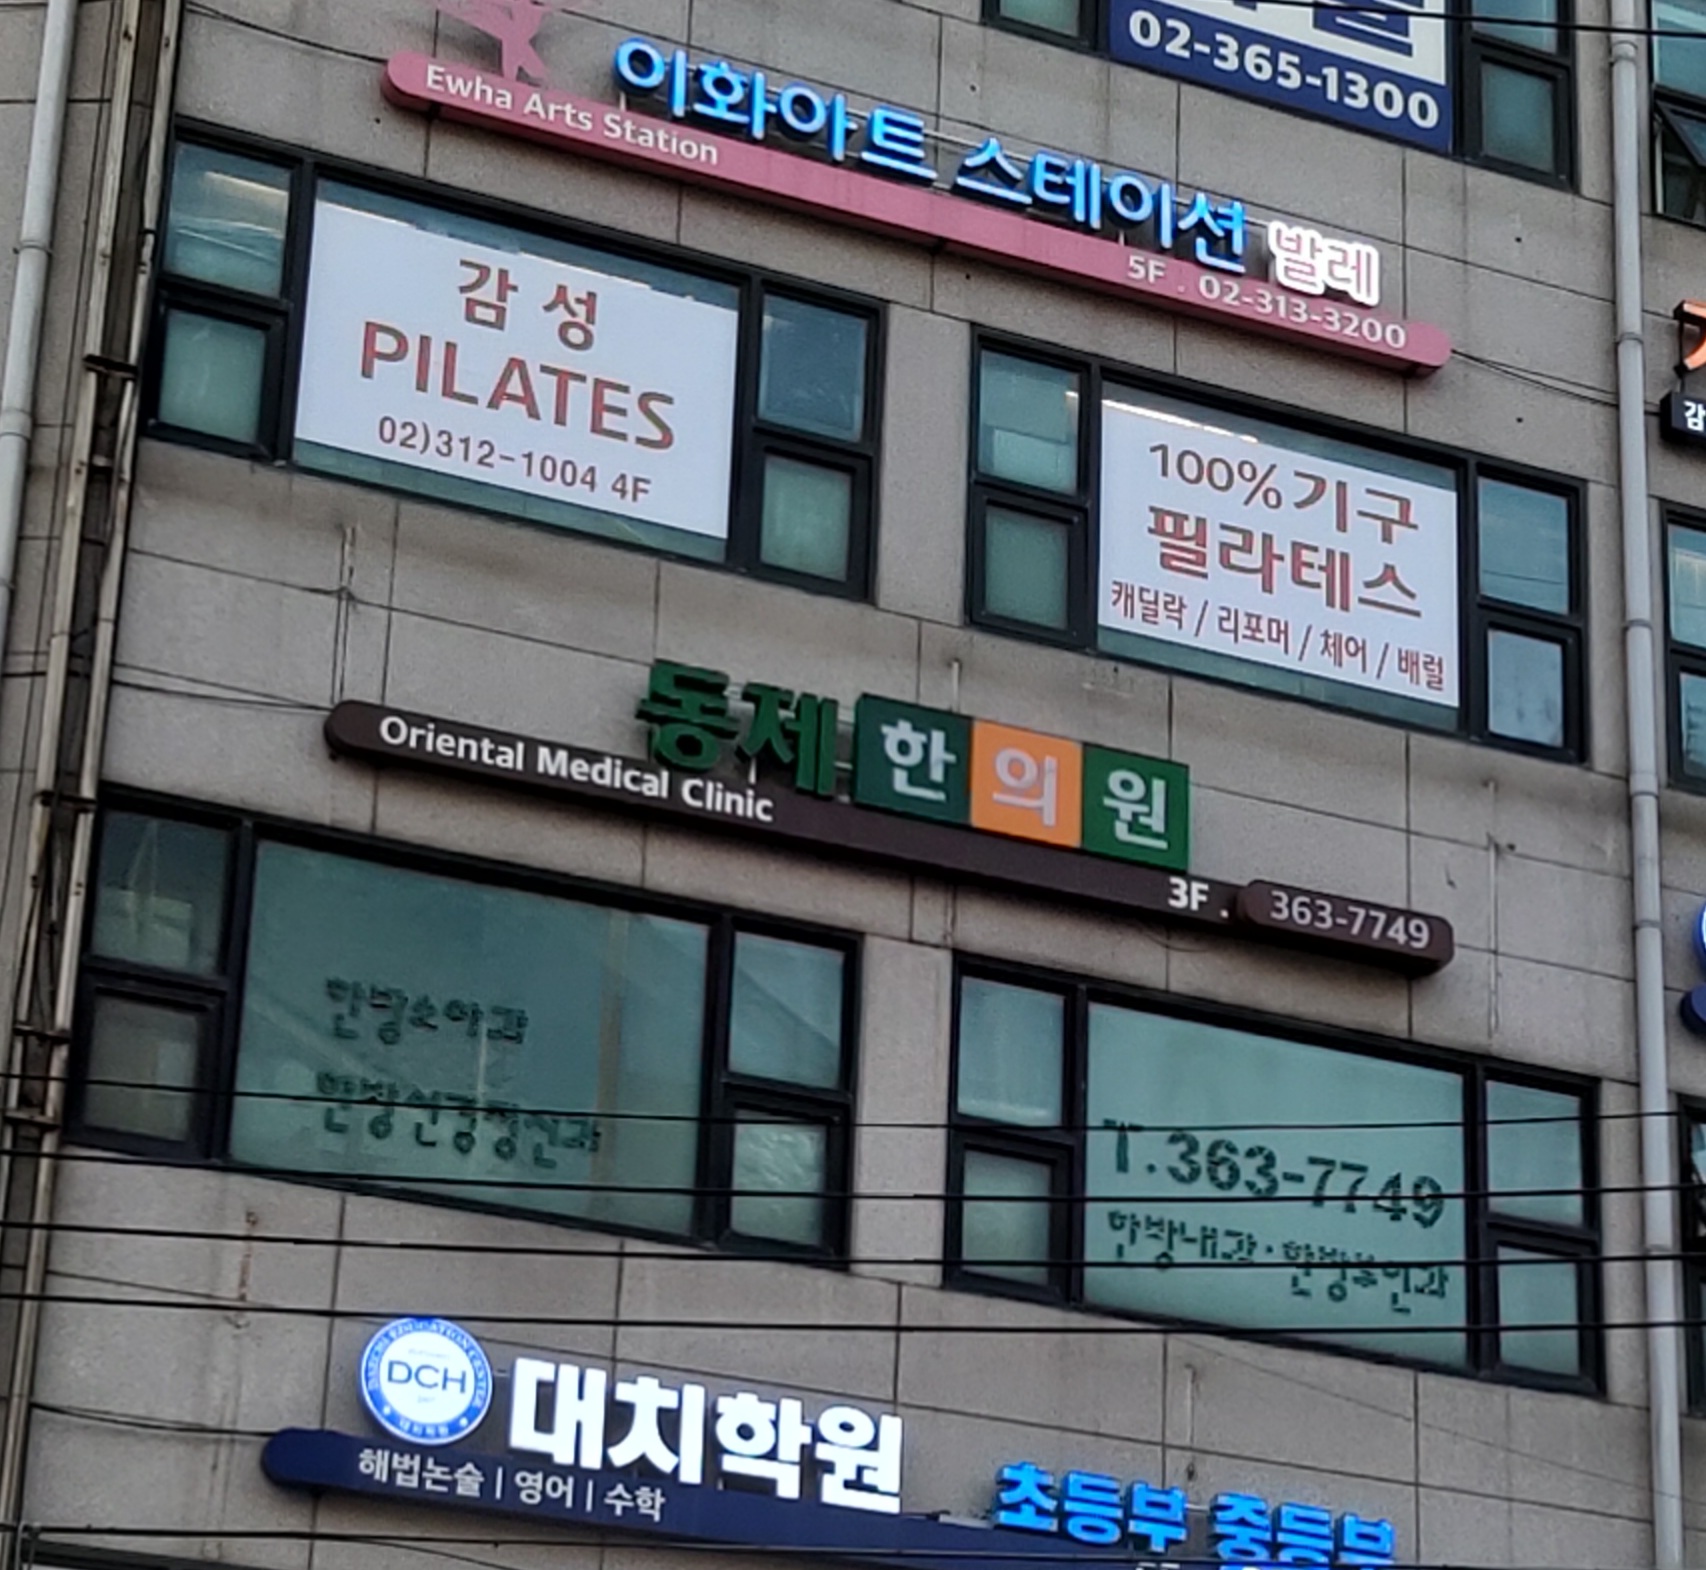 02-365-1300
이화아트 스테이션 발레
Ewha Arts Station
5F . 02-313-3200
감성
PILATES
02)312-1004 4F
100% 기구
필라테스
캐딜락 / 리포머 / 체어 / 배럴
감
동제한의원
Oriental Medical Clinic
3F . 363-7749
한방소아과
한방신경정신과
T.363-7749
한방내과·한방부인과
DCH
대치학원
해법논술 | 영어 | 수학
초등부 중등부